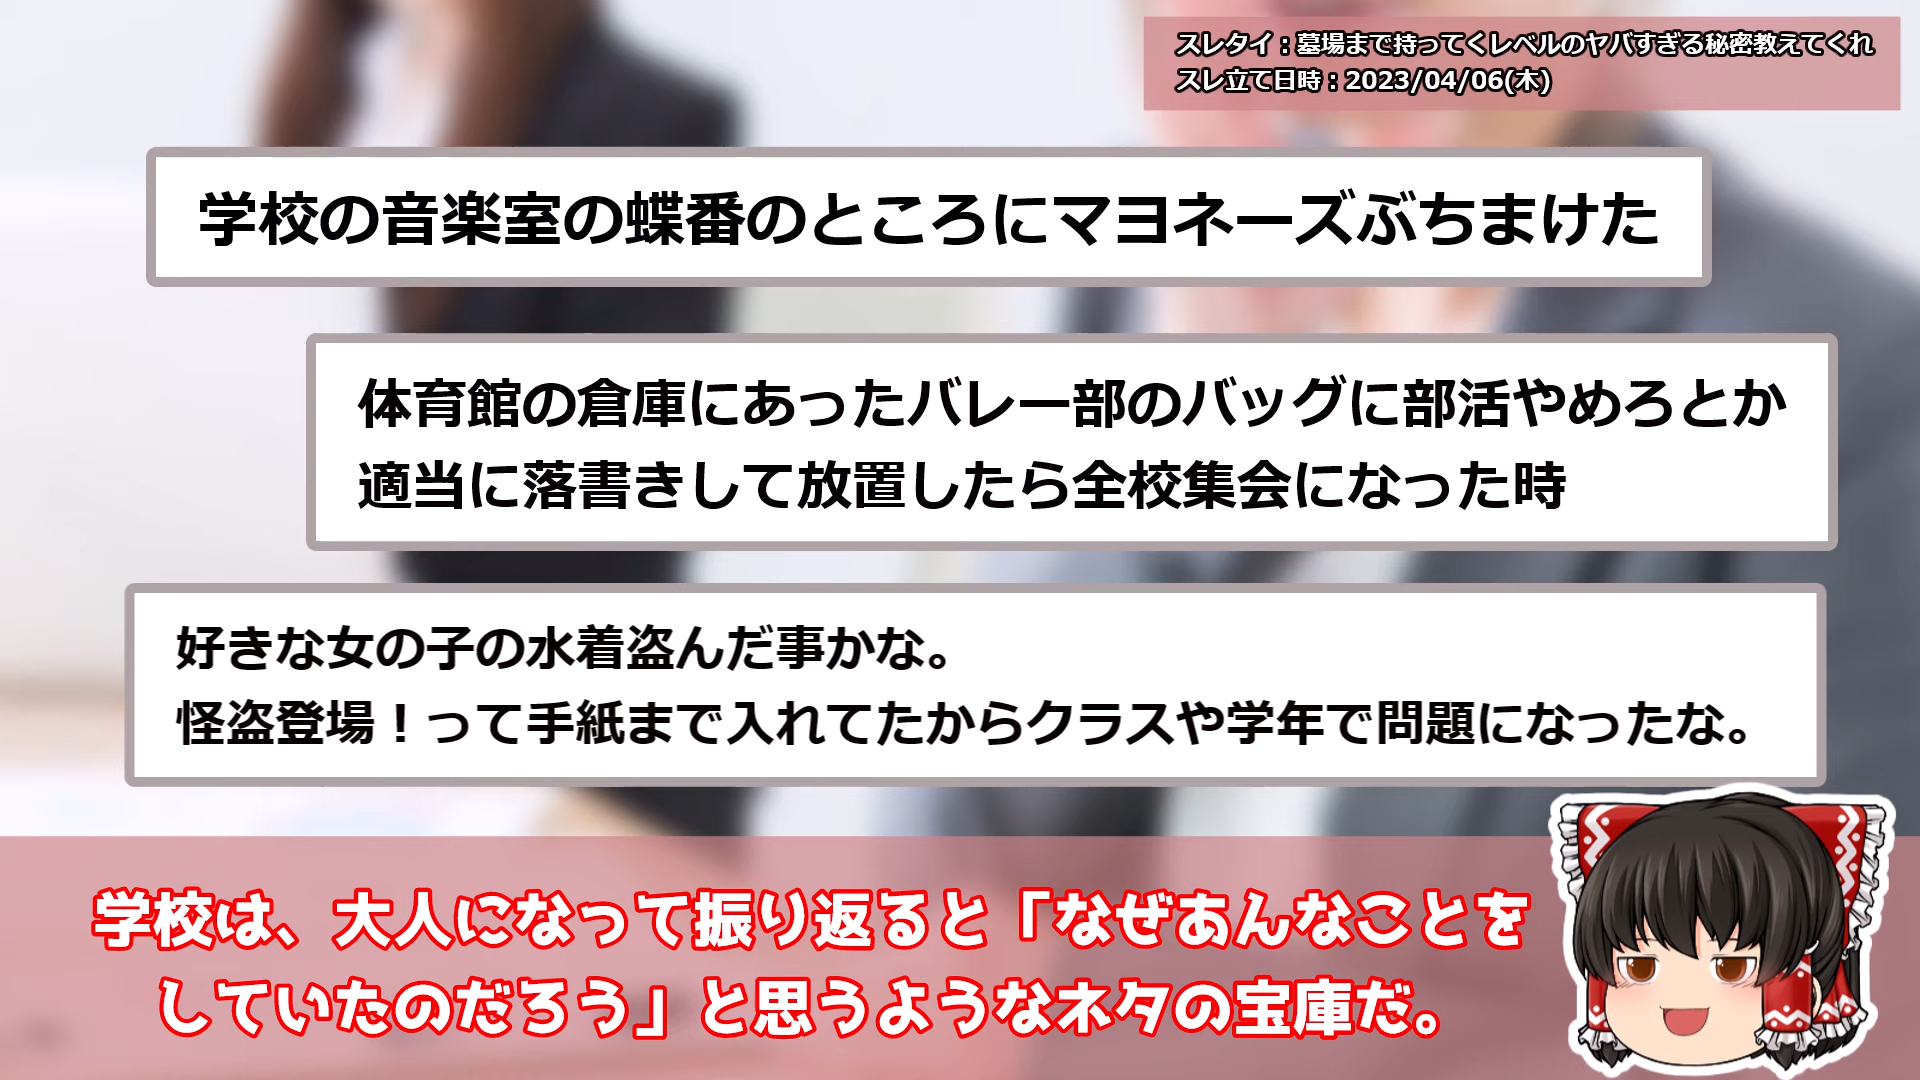 スレタイ：墓場まで持ってくレベルのヤバすぎる秘密教えてくれ
スレ立て日時：2023/04/06(木)
学校の音楽室の蝶番のところにマヨネーズぶちまけた
体育館の倉庫にあったバレー部のバッグに部活やめろとか
適当に落書きして放置したら全校集会になった時
好きな女の子の水着盗んだ事かな。
怪盗登場！って手紙まで入れてたからクラスや学年で問題になったな。
学校は、大人になって振り返ると「なぜあんなことを
していたのだろう」と思うようなネタの宝庫だ。